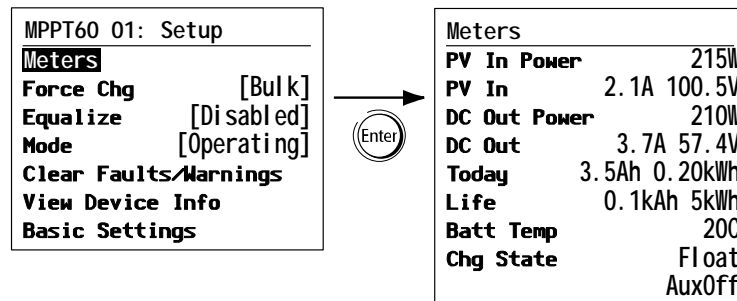 MPPT60 01: Setup
Meters
Force Chg [Bulk]
Equalize [Disabled]
Mode [Operating]
Clear Faults/Warnings
View Device Info
Basic Settings
Enter
Meters
PV In Power 215W
PV In 2.1A 100.5V
DC Out Power 210W
DC Out 3.7A 57.4V
Today 3.5Ah 0.20kWh
Life 0.1kAh 5kWh
Batt Temp 20C
Chg State Float
AuxOff